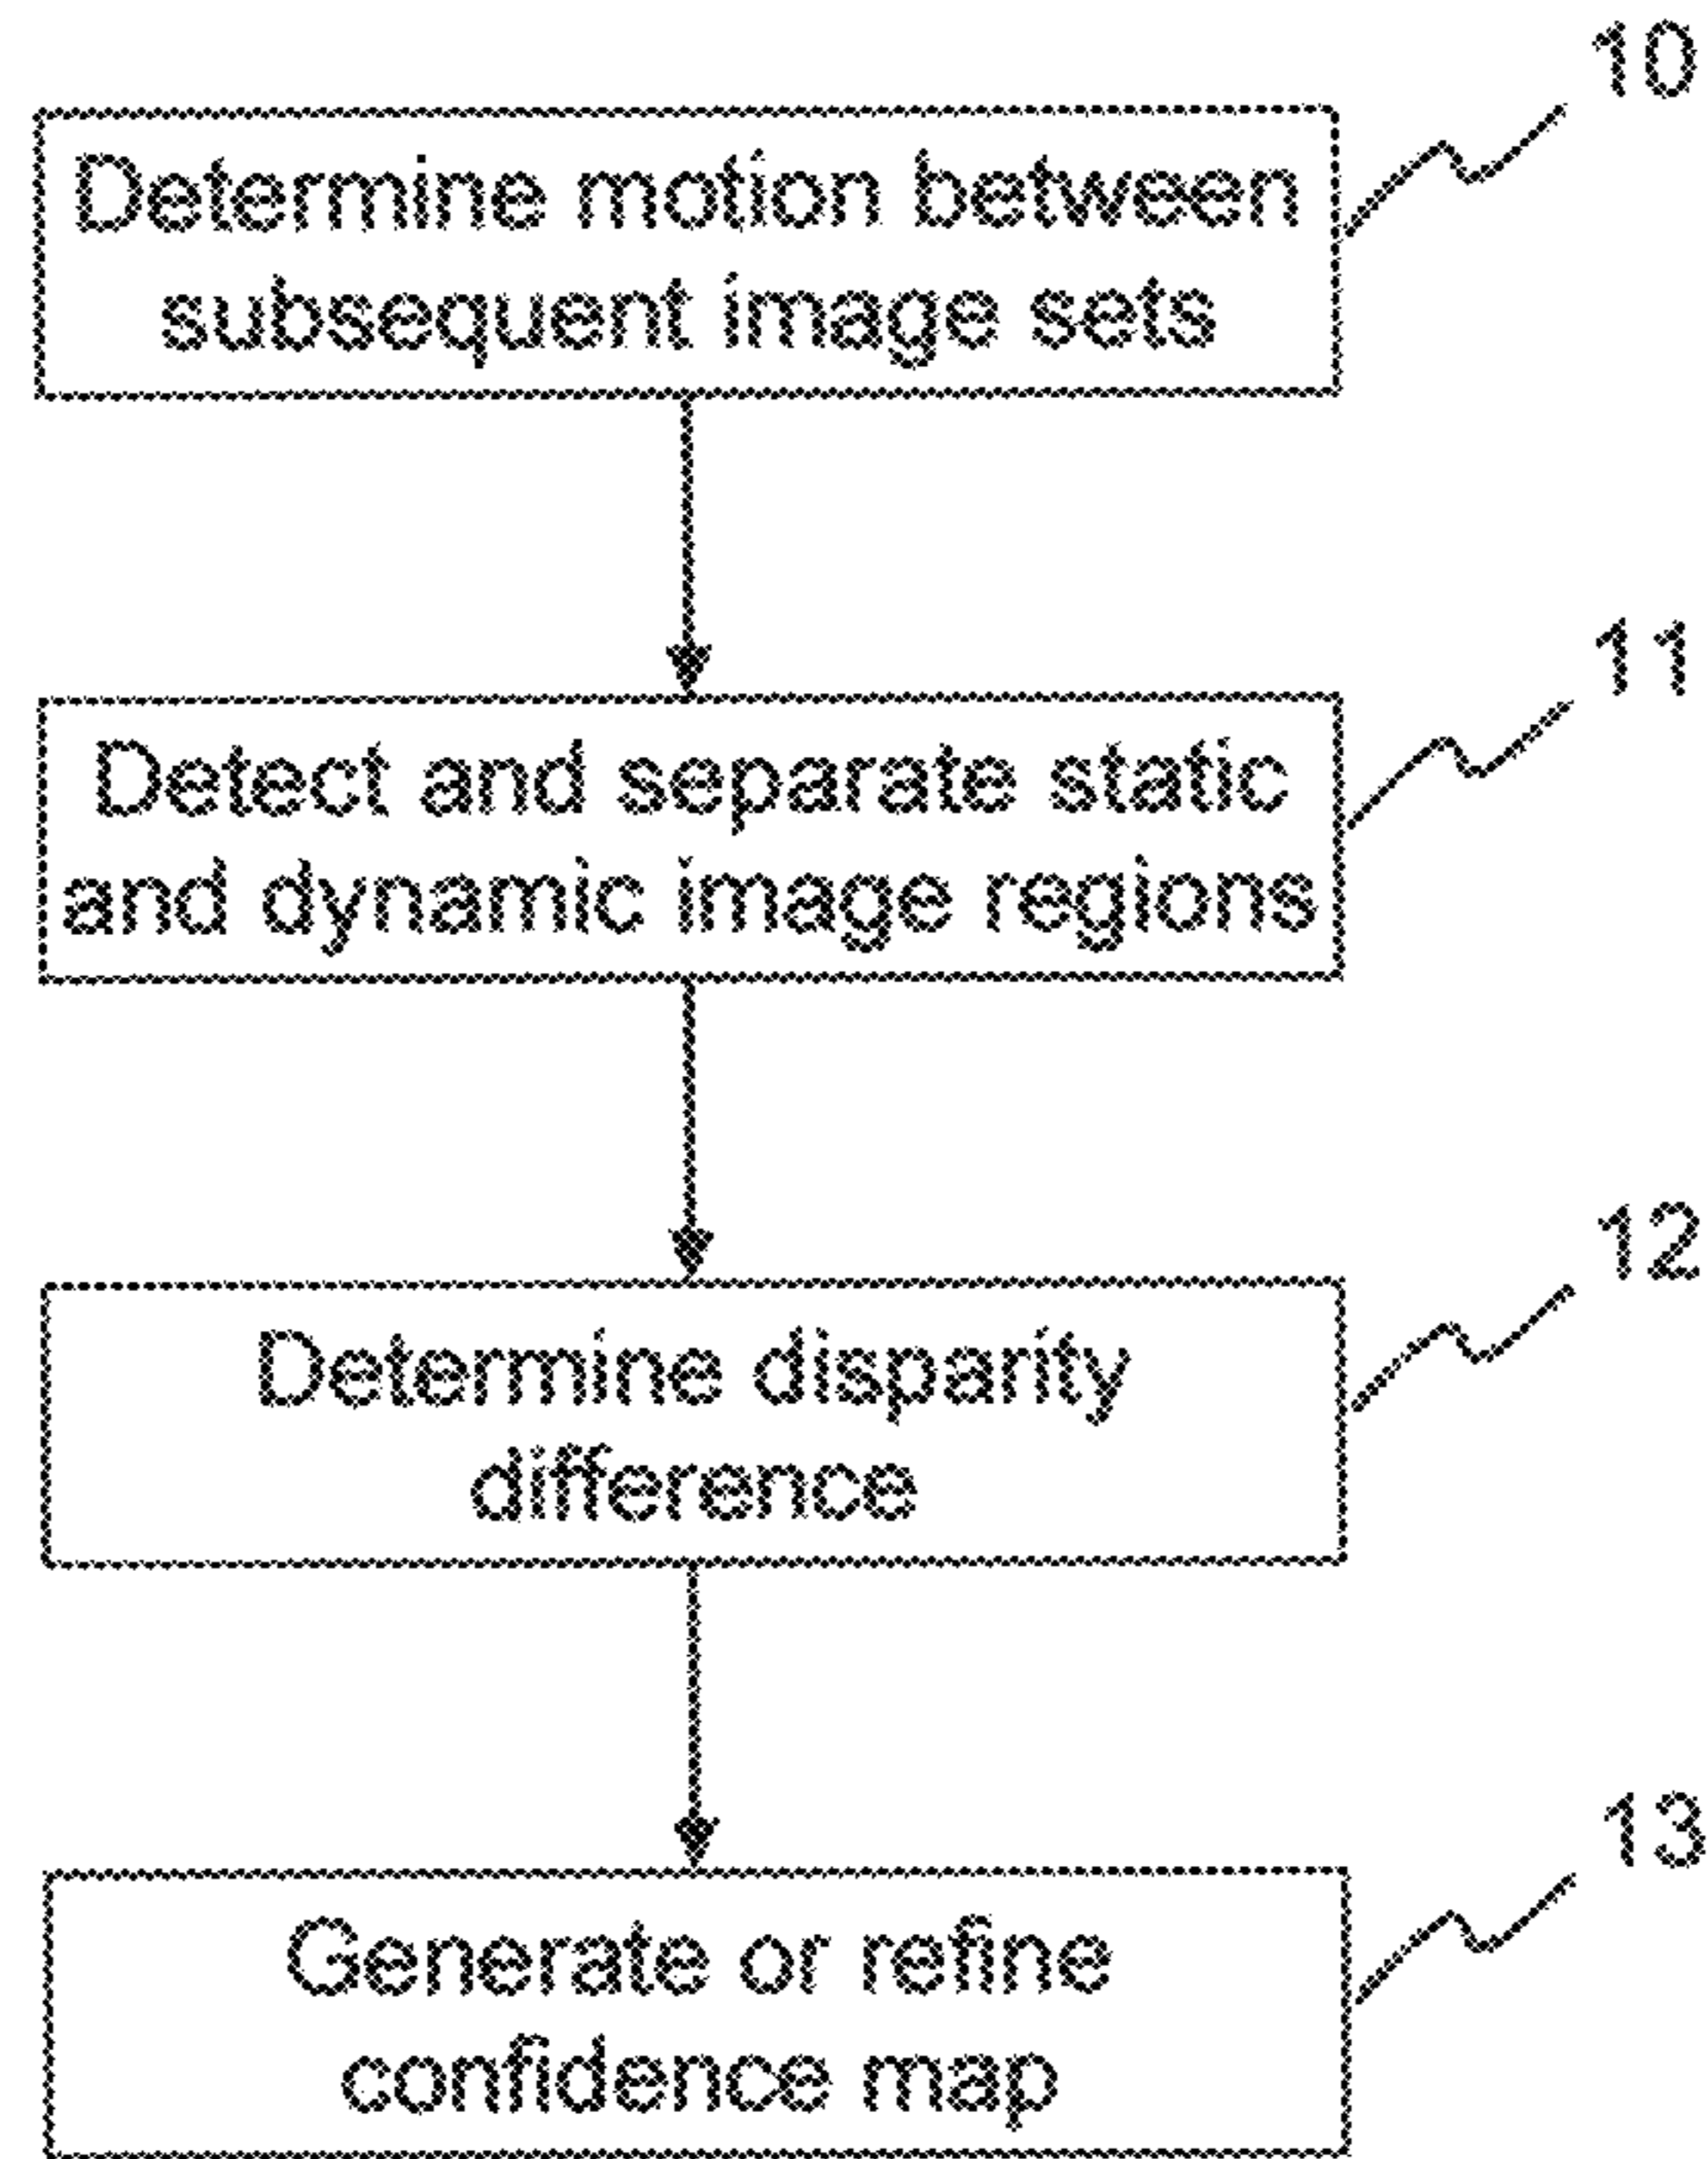 10
Determine motion between
subsequent image sets
11
Detect and separate static
and dynamic image regions
12
Determine disparity
difference
13
Generate or refine
confidence map